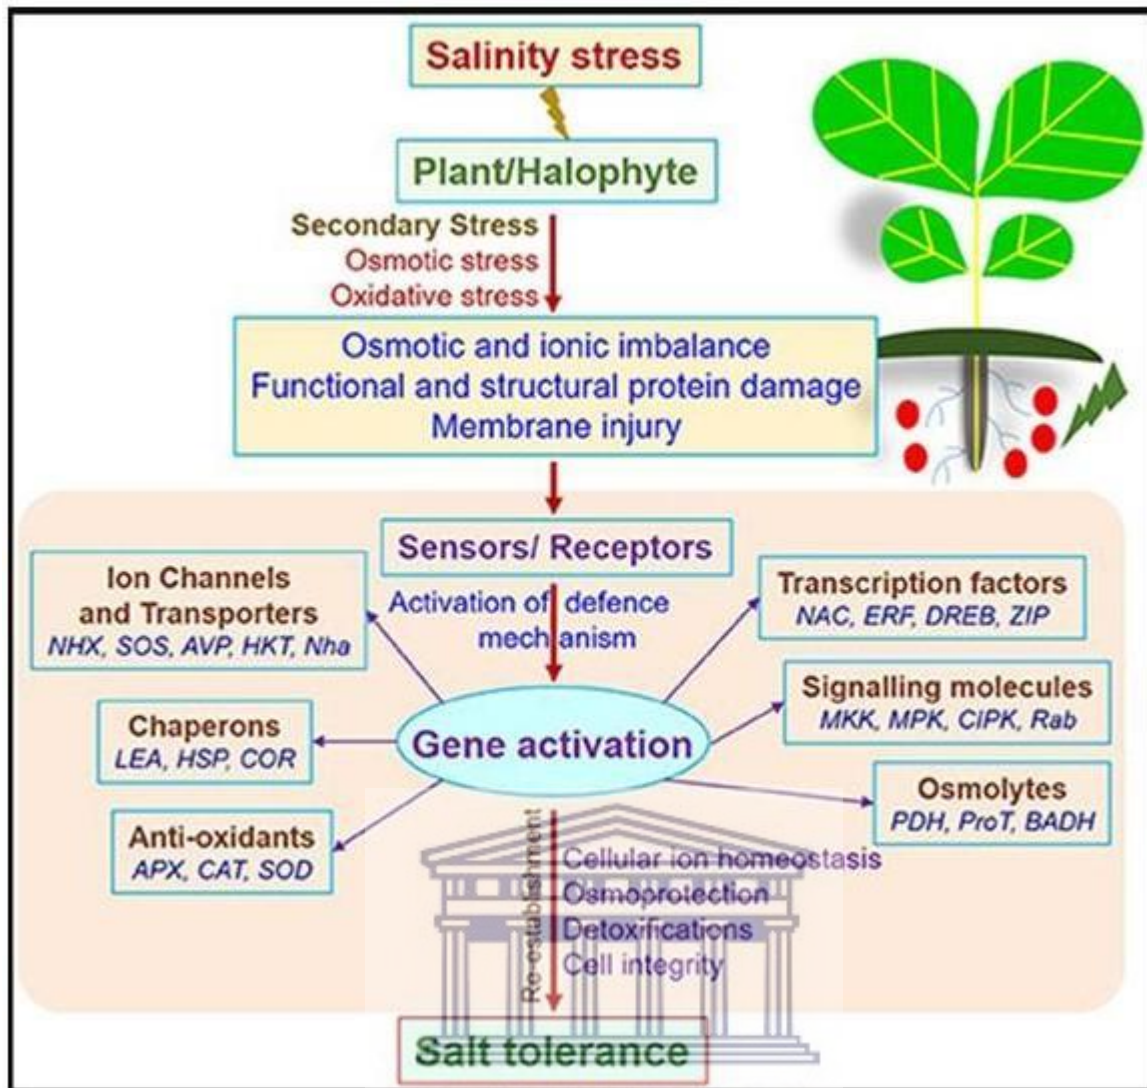 Salinity stress
Plant/Halophyte
Secondary Stress
Osmotic stress
Oxidative stress
Osmotic and ionic imbalance
Functional and structural protein damage
Membrane injury
Sensors/ Receptors
Activation of defence
mechanism
Ion Channels
and Transporters
NHX, SOS, AVP, HKT, Nha
Chaperons
LEA, HSP, COR
Anti-oxidants
APX, CAT, SOD
Gene activation
Transcription factors
NAC, ERF, DREB, ZIP
Signalling molecules
MKK, MPK, CiPK, Rab
Osmolytes
PDH, ProT, BADH
Re-establishment
Cellular ion homeostasis
Osmoprotection
Detoxifications
Cell integrity
Salt tolerance